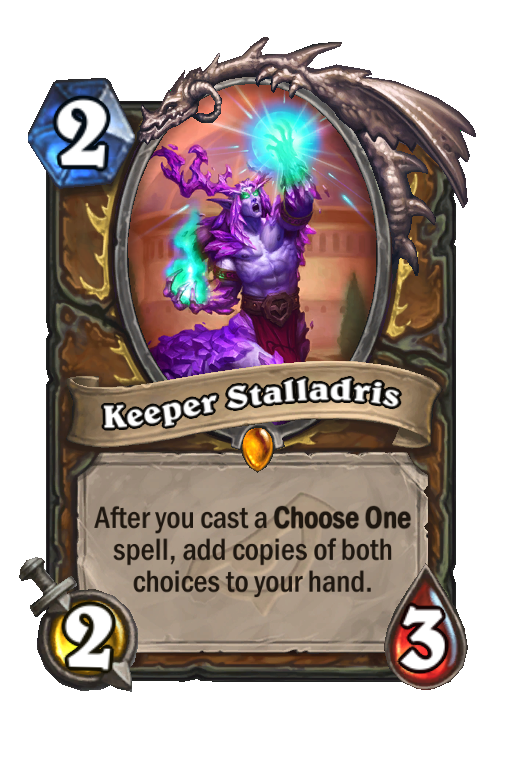 2
Keeper Stalladris
After you cast a Choose One
spell, add copies of both
choices to your hand.
2
3